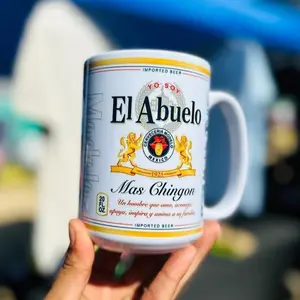 IMPORTED BEER
YO SOY
El Abuelo
MEXICO
Mas Chingon
Un hombre que ama, aconseja,
apoya, inspira y anima a su familia
IMPORTED BEER